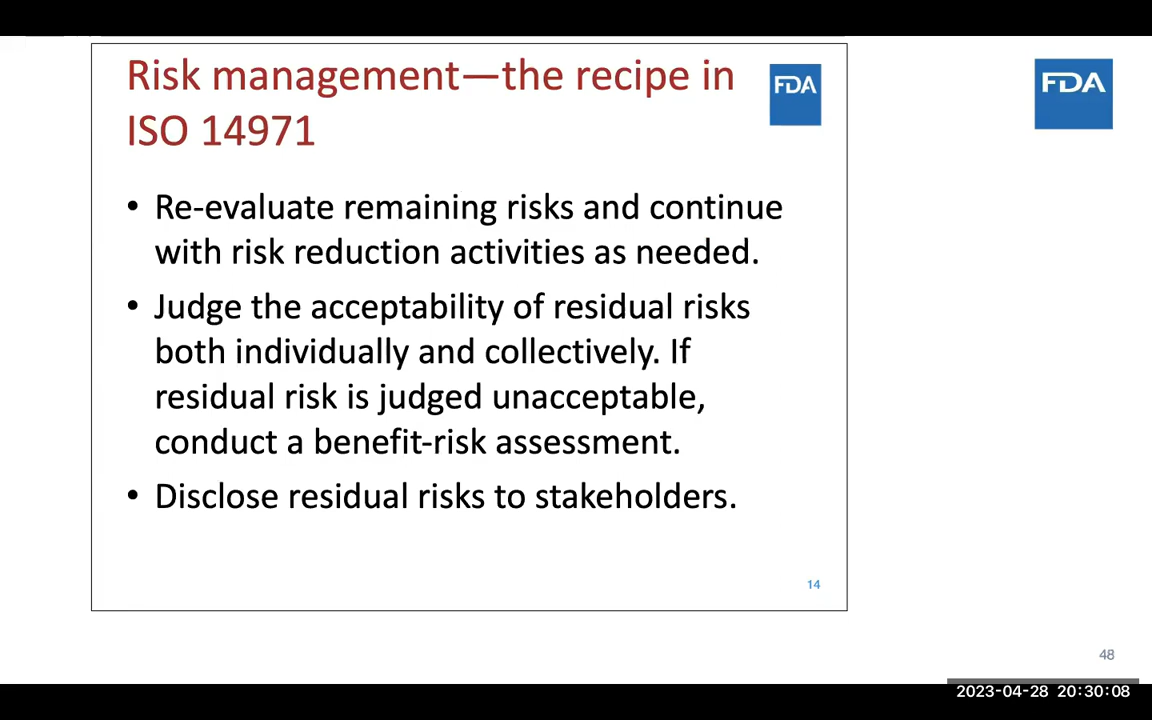 Risk management—the recipe in
ISO 14971
FDA
FDA
• Re-evaluate remaining risks and continue
with risk reduction activities as needed.
• Judge the acceptability of residual risks
both individually and collectively. If
residual risk is judged unacceptable,
conduct a benefit-risk assessment.
• Disclose residual risks to stakeholders.
14
48
2023-04-28 20:30:08